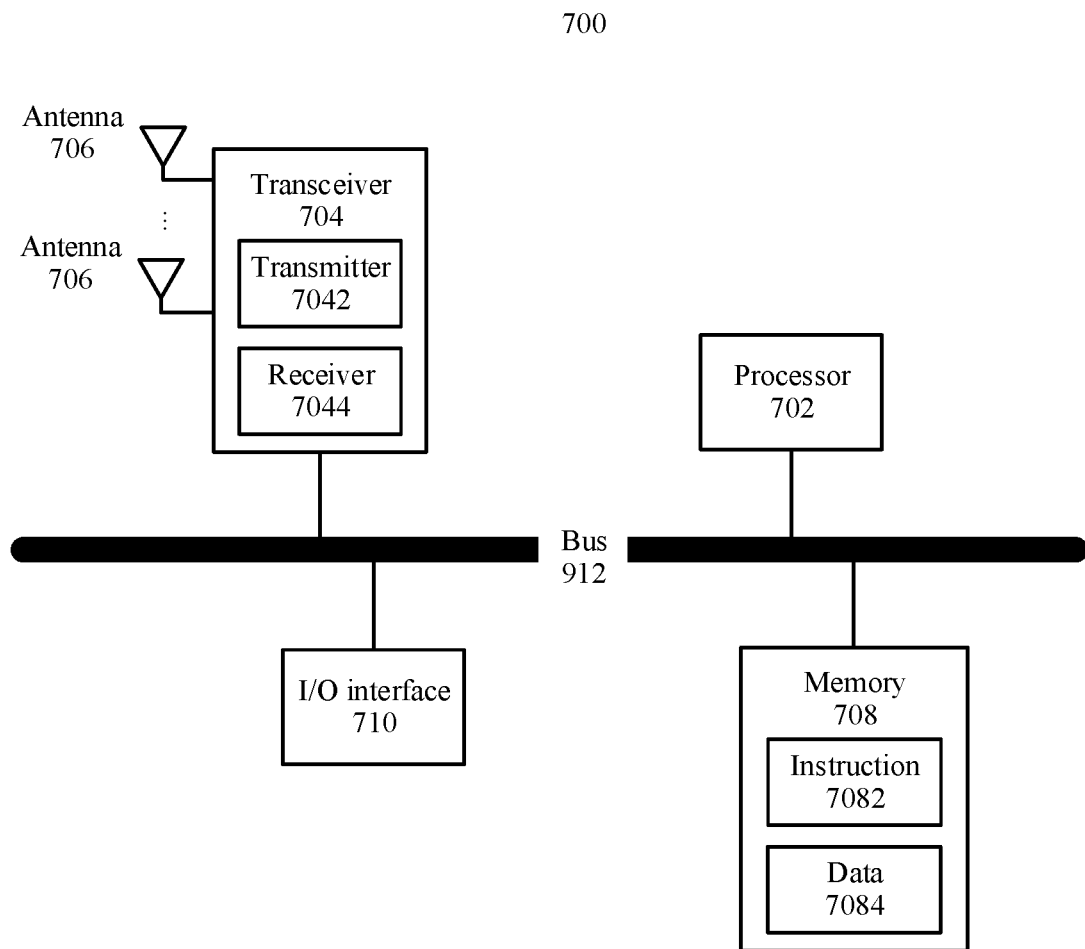 700
Antenna
706
Transceiver
704
Antenna
706
Transmitter
7042
Receiver
7044
Processor
702
Bus
912
I/O interface
710
Memory
708
Instruction
7082
Data
7084